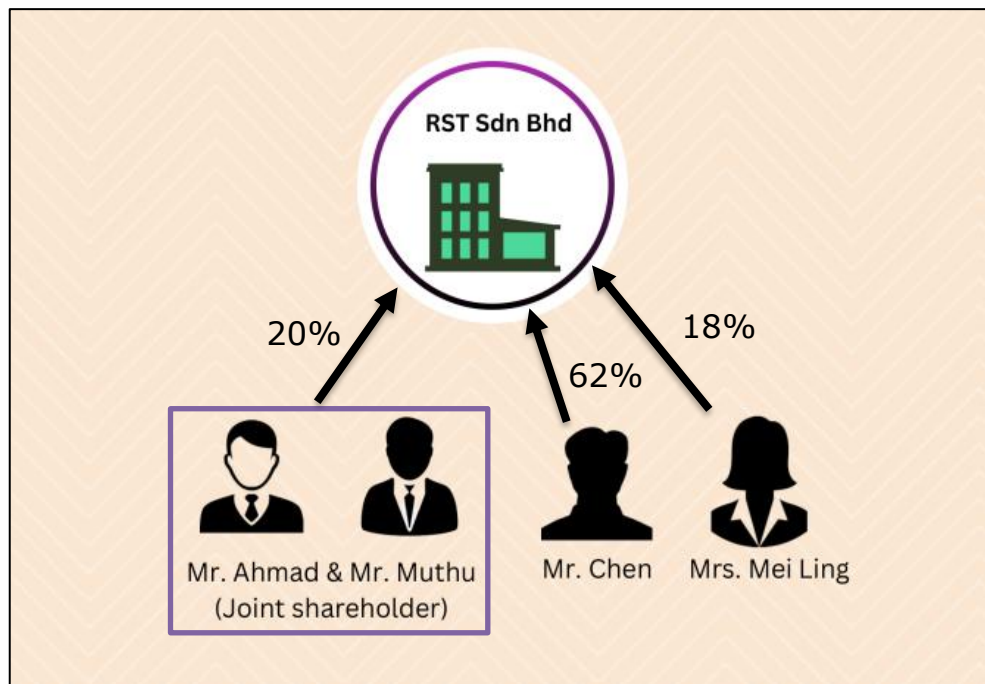 RST Sdn Bhd
20%
62%
18%
Mr. Ahmad & Mr. Muthu
(Joint shareholder)
Mr. Chen
Mrs. Mei Ling